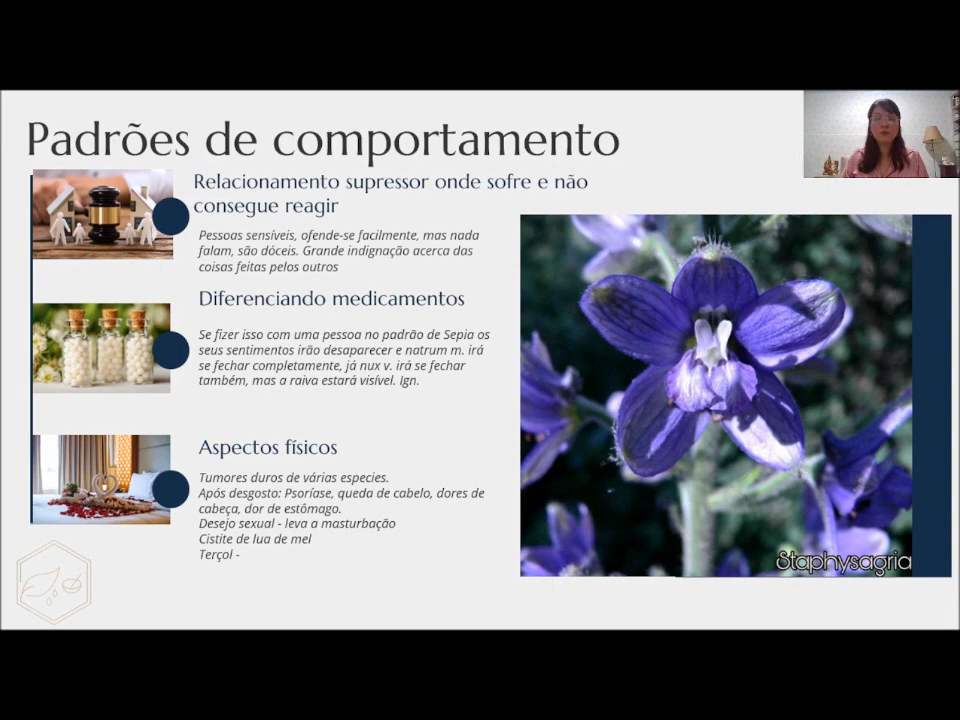 Padrões de comportamento
Relacionamento supressor onde sofre e não
consegue reagir
Pessoas sensíveis, ofende-se facilmente, mas nada
falam, são dóceis. Grande indignação acerca das
coisas feitas pelos outros
Diferenciando medicamentos
Se fizer isso com uma pessoa no padrão de Sepia os
seus sentimentos irão desaparecer e natrum m. irá
se fechar completamente, já nux v. irá se fechar
também, mas a raiva estará visível. Ign.
Aspectos físicos
Tumores duros de várias especies.
Após desgosto: Psoríase, queda de cabelo, dores de
cabeça, dor de estômago.
Desejo sexual - leva a masturbação
Cistite de lua de mel
Terçol -
Staphysagria